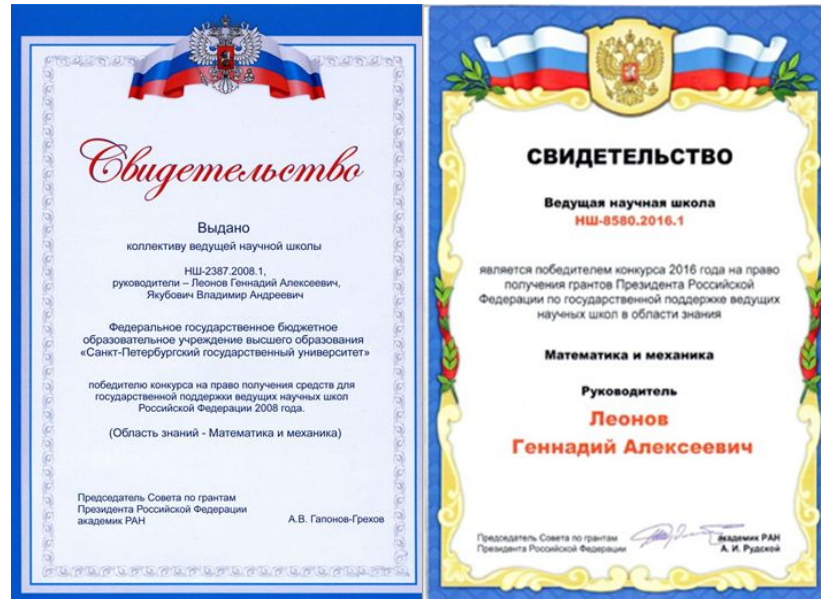 Свидетельство
Выдано
коллективу ведущей научной школы
НШ-2387.2008.1,
руководители – Леонов Геннадий Алексеевич,
Якубович Владимир Андреевич
Федеральное государственное бюджетное
образовательное учреждение высшего образования
«Санкт-Петербургский государственный университет»
победителю конкурса на право получения средств для
государственной поддержки ведущих научных школ
Российской Федерации 2008 года.
(Область знаний - Математика и механика)
Председатель Совета по грантам
Президента Российской Федерации
академик РАН
А.В. Гапонов-Грехов
СВИДЕТЕЛЬСТВО
Ведущая научная школа
НШ-8580.2016.1
является победителем конкурса 2016 года на право
получения грантов Президента Российской
Федерации по государственной поддержке ведущих
научных школ в области знания
Математика и механика
Руководитель
Леонов
Геннадий Алексеевич
Председатель Совета по грантам
Президента Российской Федерации
академик РАН
А. И. Рудской